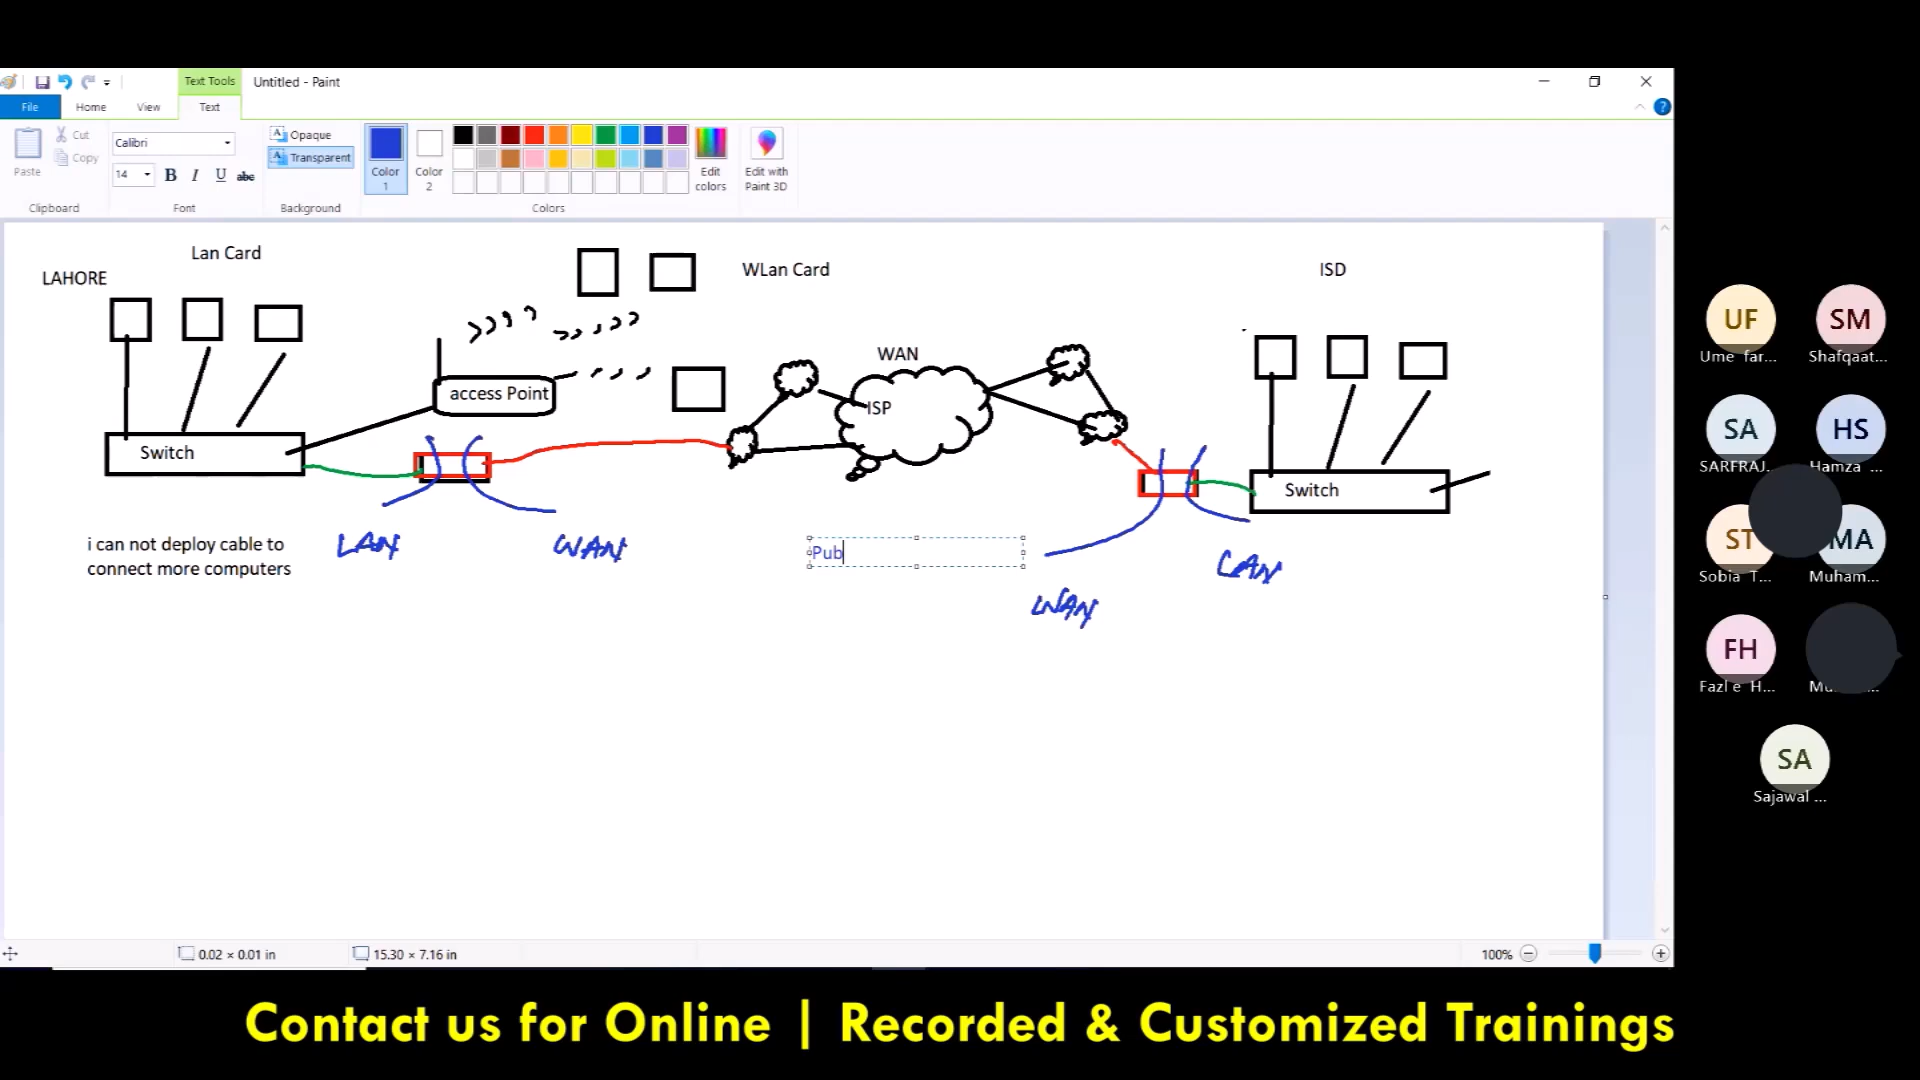 Text Tools
Untitled - Paint
File
Home
View
Text
Paste
Cut
Copy
Clipboard
Calibri
14
B
I
U
abc
Font
Opaque
Transparent
Background
Color
1
Color
2
Colors
Edit
colors
Edit with
Paint 3D
Lan Card
LAHORE
WLan Card
ISD
WAN
access Point
ISP
Switch
Switch
i can not deploy cable to
connect more computers
LAN
WAN
Pub
WAN
LAN
0.02 × 0.01 in
15.30 × 7.16 in
100%
UF
Ume far...
SM
Shafqaat...
SA
SARFRAJ...
HS
Hamza ...
ST
Sobia T...
MA
Muham...
FH
Fazl e H...
SA
Sajawal ...
Contact us for Online | Recorded & Customized Trainings